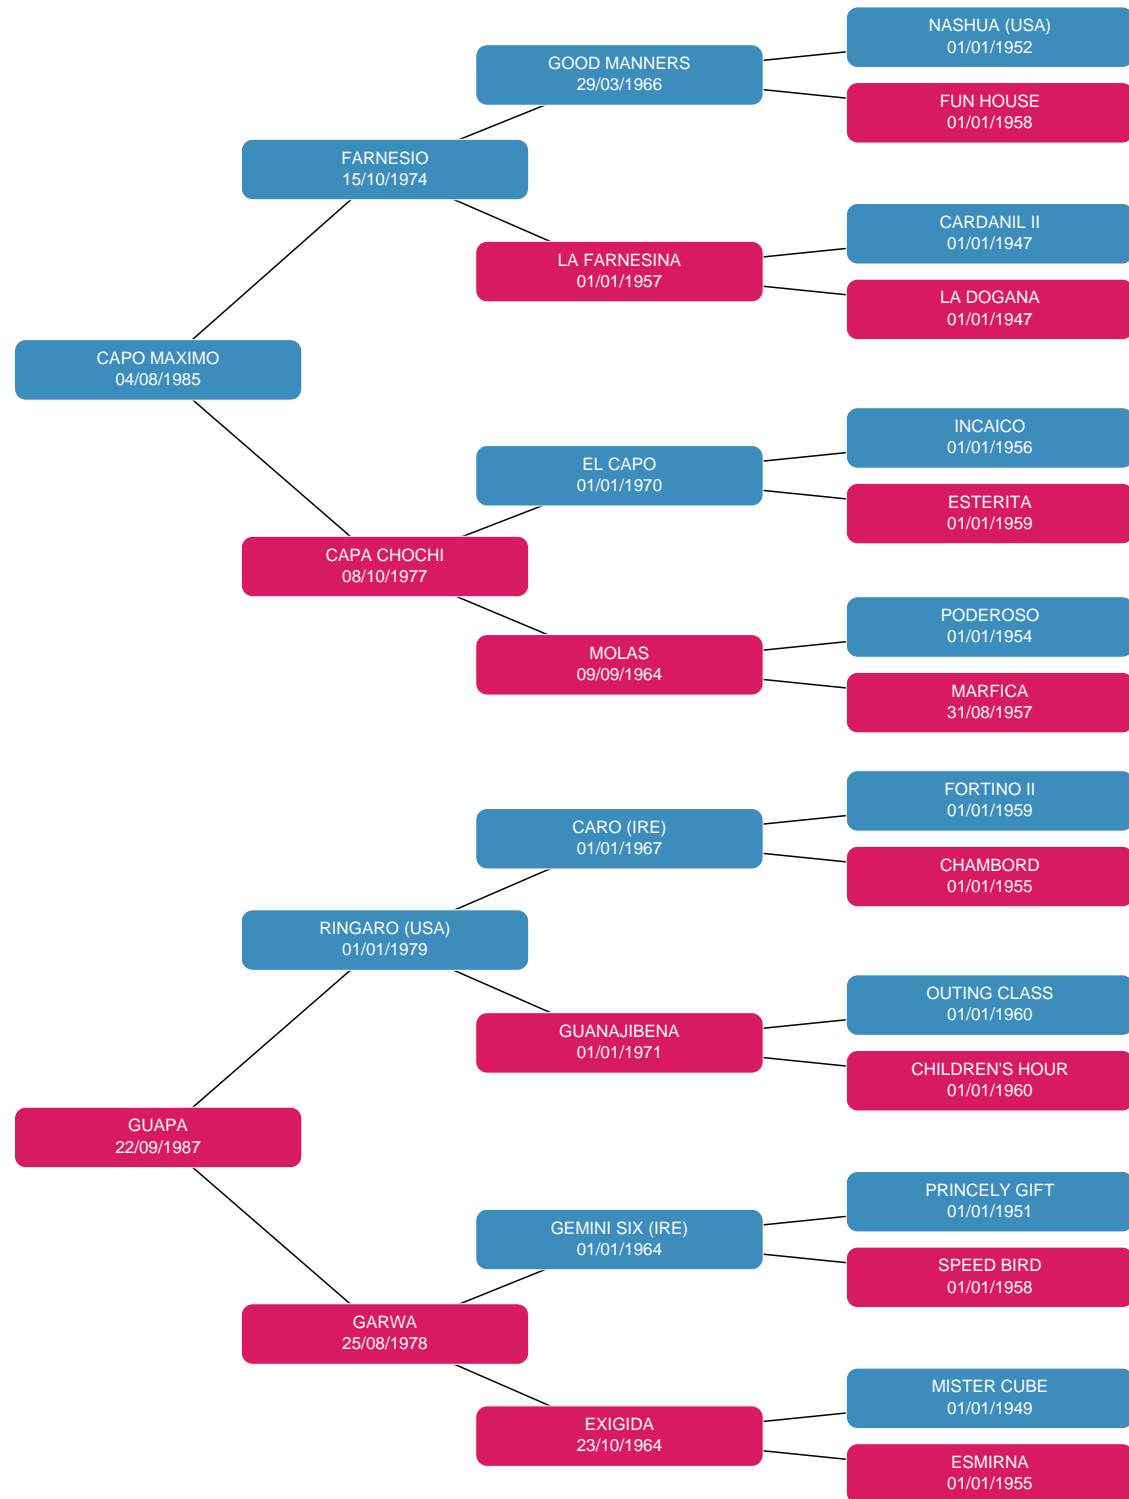 NASHUA (USA)
01/01/1952
GOOD MANNERS
29/03/1966
FUN HOUSE
01/01/1958
FARNESIO
15/10/1974
CARDANIL II
01/01/1947
LA FARNESINA
01/01/1957
LA DOGANA
01/01/1947
CAPO MAXIMO
04/08/1985
INCAICO
01/01/1956
EL CAPO
01/01/1970
ESTERITA
01/01/1959
CAPA CHOCHI
08/10/1977
PODEROSO
01/01/1954
MOLAS
09/09/1964
MARFICA
31/08/1957
FORTINO II
01/01/1959
CARO (IRE)
01/01/1967
CHAMBORD
01/01/1955
RINGARO (USA)
01/01/1979
OUTING CLASS
01/01/1960
GUANAJIBENA
01/01/1971
CHILDREN'S HOUR
01/01/1960
GUAPA
22/09/1987
PRINCELY GIFT
01/01/1951
GEMINI SIX (IRE)
01/01/1964
SPEED BIRD
01/01/1958
GARWA
25/08/1978
MISTER CUBE
01/01/1949
EXIGIDA
23/10/1964
ESMIRNA
01/01/1955